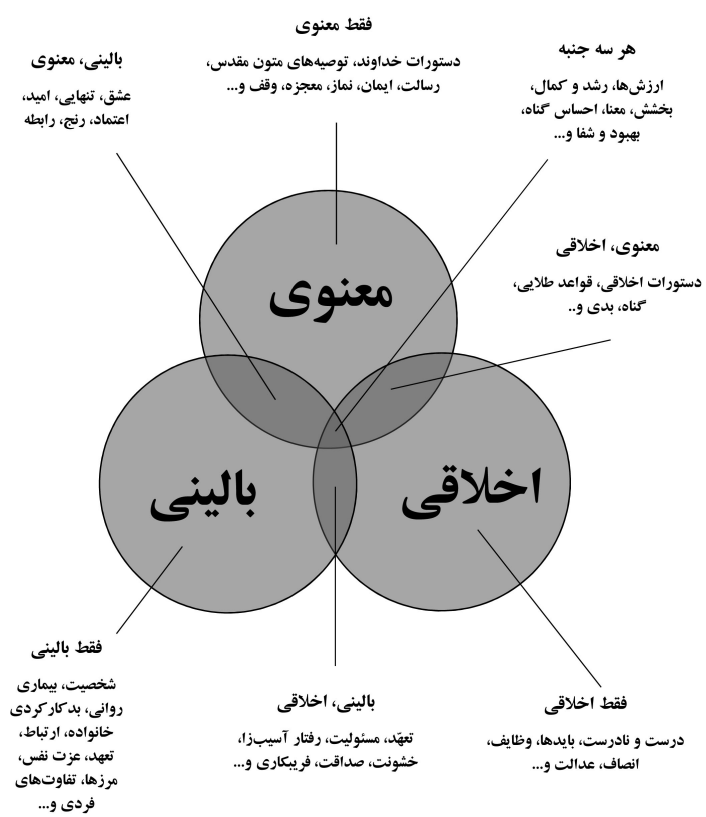 فقط معنوی
دستورات خداوند، توصیه‌های متون مقدس،
رسالت، ایمان، نماز، معجزه، وقف و...
هر سه جنبه
ارزش‌ها، رشد و کمال،
بخشش، معنا، احساس گناه،
بهبود و شفا و...
بالینی، معنوی
عشق، تنهایی، امید،
اعتماد، رنج، رابطه
معنوی، اخلاقی
دستورات اخلاقی، قواعد طلایی،
گناه، بدی و..
معنوی
اخلاقی
بالینی
فقط بالینی
شخصیت، بیماری
روانی، بدکارکردی
خانواده، ارتباط،
تعهد، عزت نفس،
مرزها، تفاوت‌های
فردی و...
بالینی، اخلاقی
تعهّد، مسئولیت، رفتار آسیب‌زا،
خشونت، صداقت، فریبکاری و...
فقط اخلاقی
درست و نادرست، بایدها، وظایف،
انصاف، عدالت و...